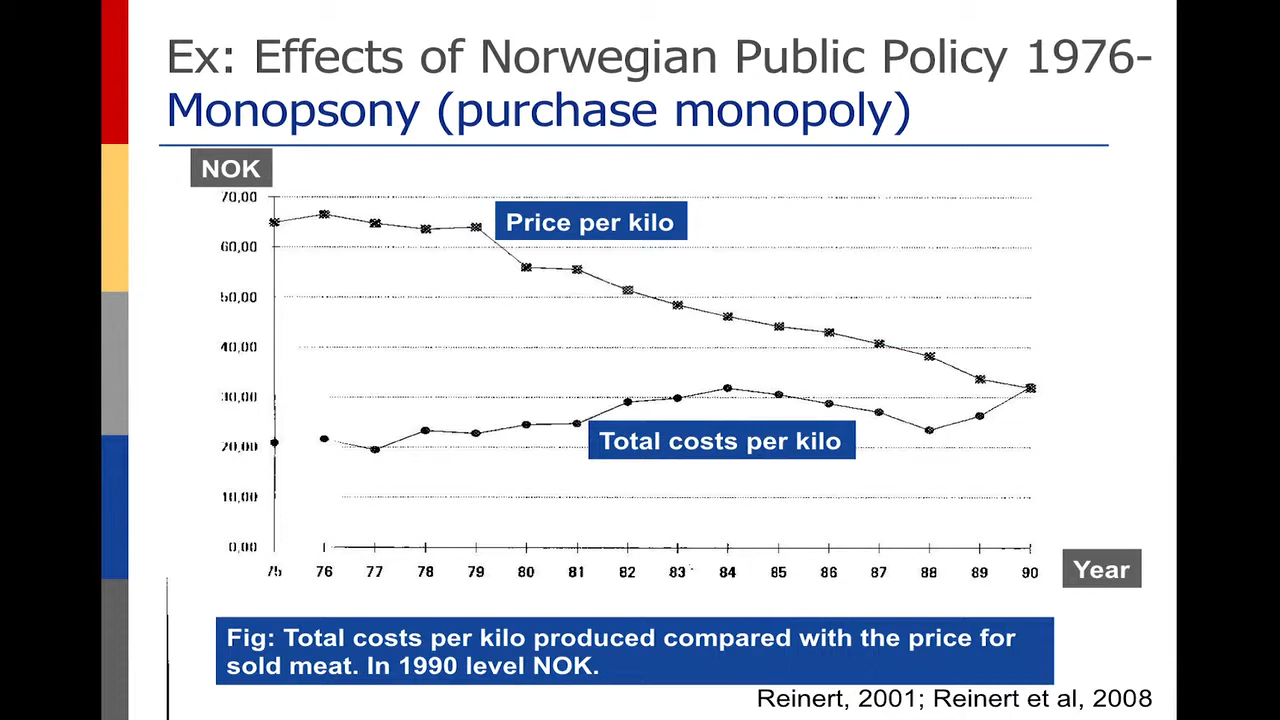 Ex: Effects of Norwegian Public Policy 1976-
Monopsony (purchase monopoly)
NOK
70,00
Price per kilo
60,00
50,00
40,00
30,00
Total costs per kilo
20,00
10,00
0,00
75 76 77 78 79 80 81 82 83 84 85 86 87 88 89 90
Year
Fig: Total costs per kilo produced compared with the price for
sold meat. In 1990 level NOK.
Reinert, 2001; Reinert et al, 2008